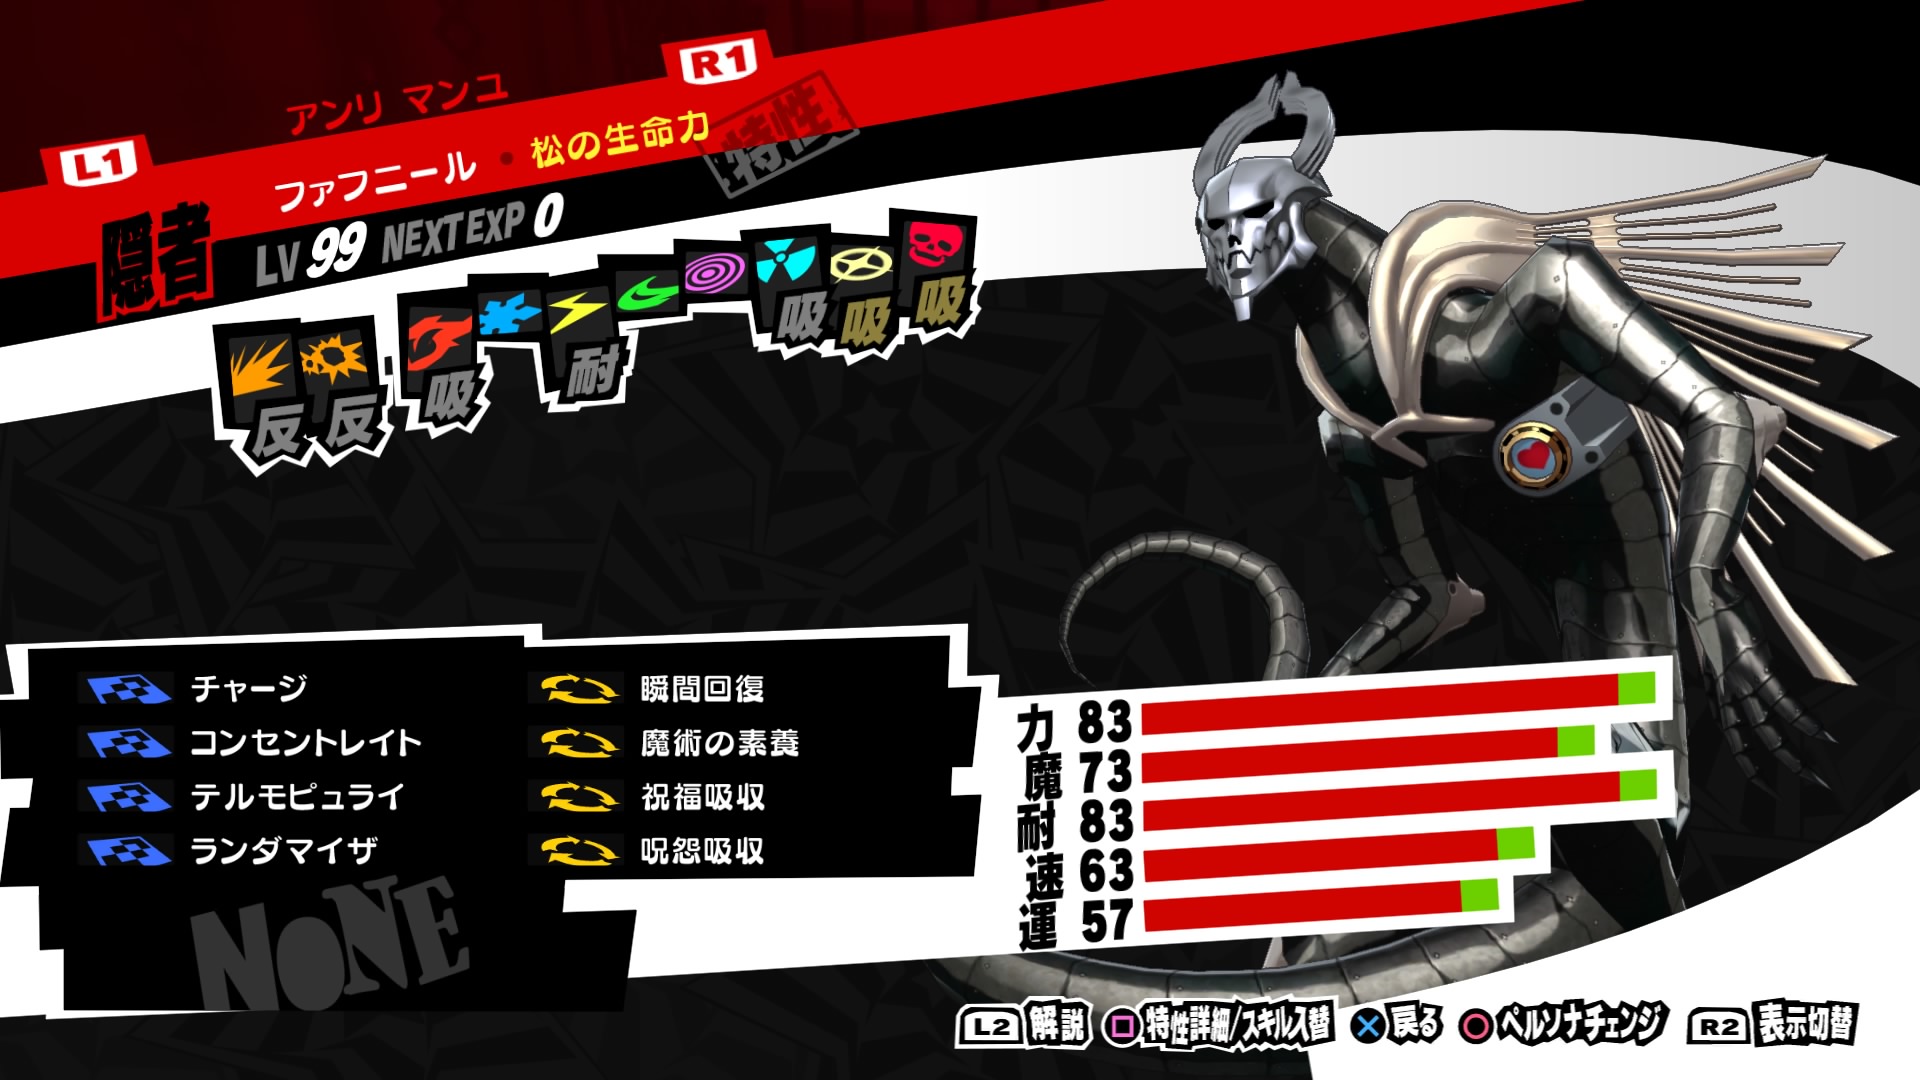 アンリ マンユ
R1
L1
ファフニール・松の生命力
特性
隠者
LV 99 NEXT EXP 0
反 反 吸 耐 吸 吸 吸
チャージ
瞬間回復
コンセントレイト
魔術の素養
テルモピュライ
祝福吸収
ランダマイザ
呪怨吸収
NONE
力 83
魔 73
耐 83
速 63
運 57
L2 解説 特性詳細/スキルス替 戻る ペルソナチェンジ R2 表示切替